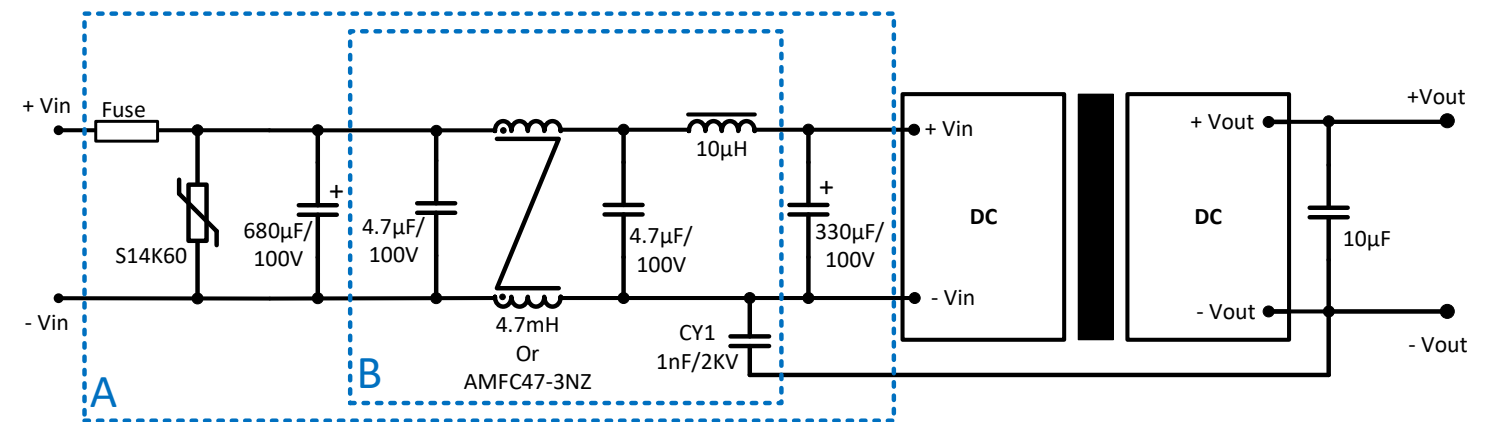 + Vin
Fuse
S14K60
- Vin
+
680µF/
100V
4.7µF/
100V
4.7mH
Or
AMFC47-3NZ
4.7µF/
100V
10µH
CY1
1nF/2KV
+
330µF/
100V
A
B
+ Vin
- Vin
DC
DC
+ Vout
- Vout
10µF
+Vout
- Vout